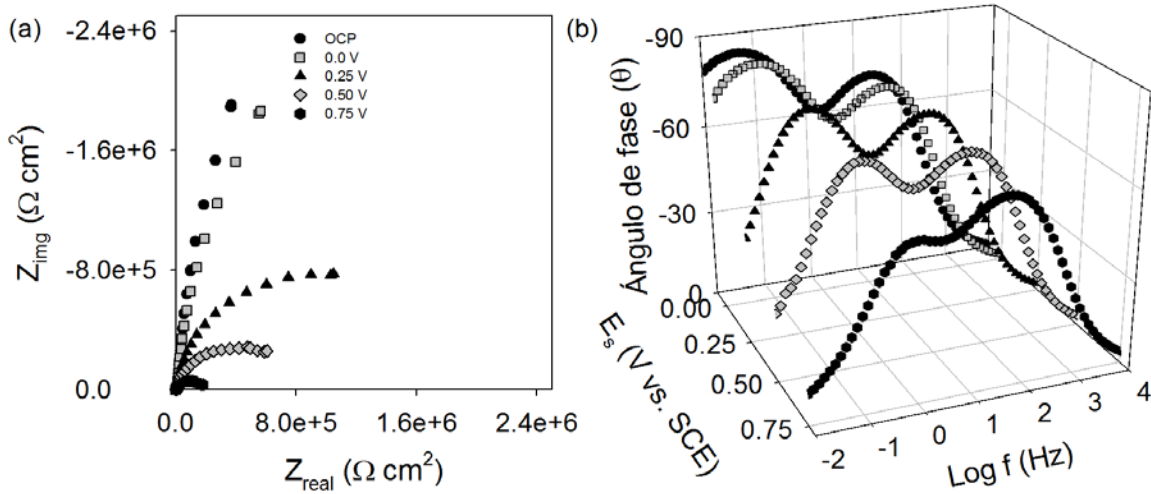 (a)
-2.4e+6
-1.6e+6
-8.0e+5
0.0
Z_img (Ω cm²)
OCP
0.0 V
0.25 V
0.50 V
0.75 V
0.0 8.0e+5 1.6e+6 2.4e+6
Z_real (Ω cm²)
(b)
-90
-60
-30
0
Ángulo de fase (θ)
0.00
0.25
0.50
0.75
E_s (V vs. SCE)
-2 -1 0 1 2 3 4
Log f (Hz)